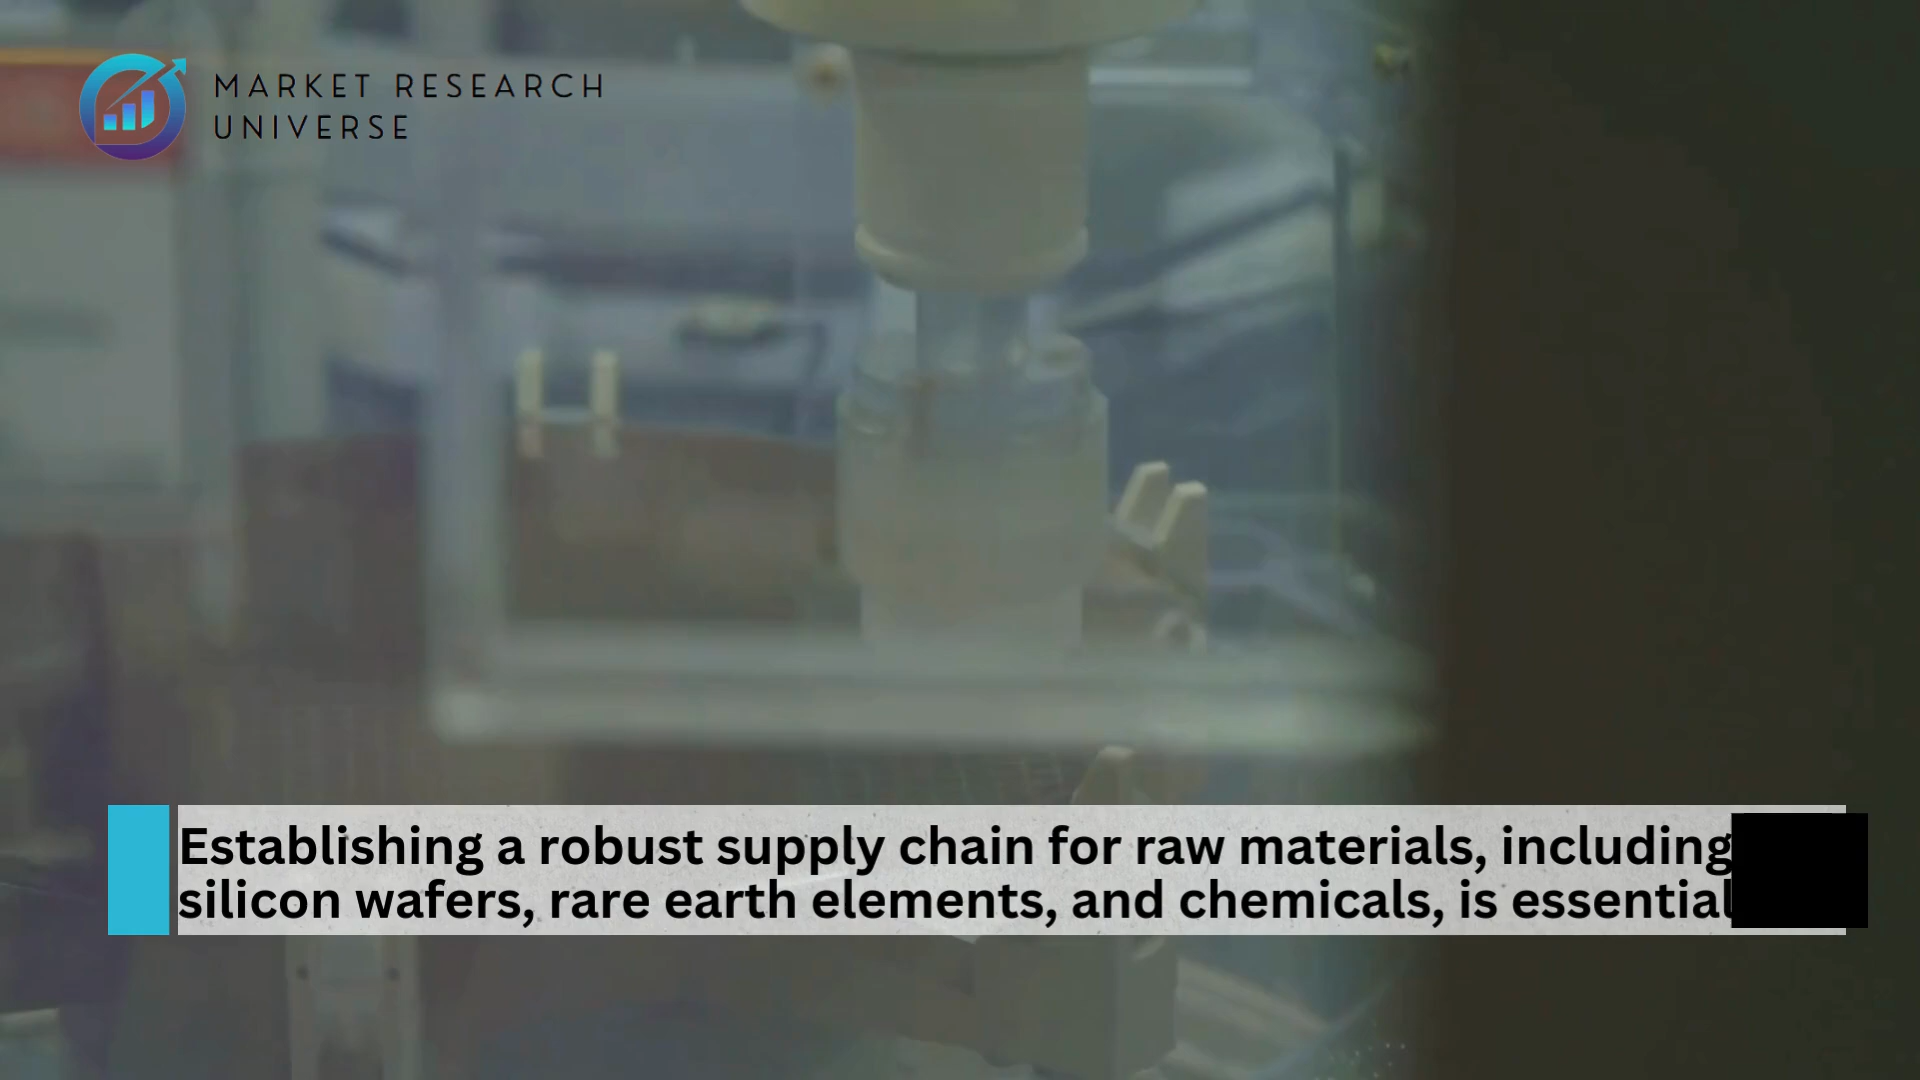 MARKET RESEARCH
UNIVERSE
Establishing a robust supply chain for raw materials, including
silicon wafers, rare earth elements, and chemicals, is essential